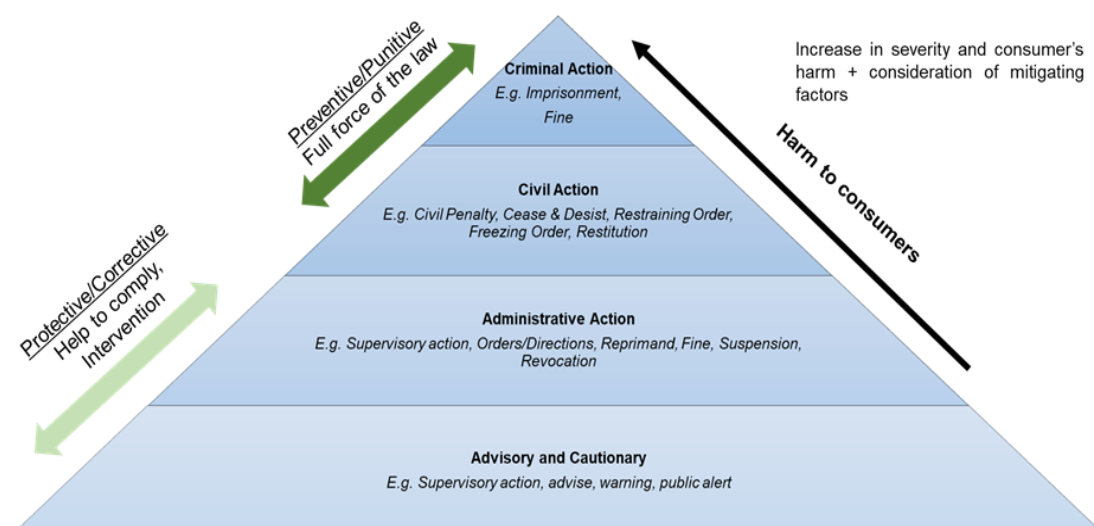 Preventive/Punitive
Full force of the law
Criminal Action
E.g. Imprisonment,
Fine
Increase in severity and consumer's
harm + consideration of mitigating
factors
Harm to consumers
Civil Action
E.g. Civil Penalty, Cease & Desist, Restraining Order,
Freezing Order, Restitution
Protective/Corrective
Help to comply,
Intervention
Administrative Action
E.g. Supervisory action, Orders/Directions, Reprimand, Fine, Suspension,
Revocation
Advisory and Cautionary
E.g. Supervisory action, advise, warning, public alert